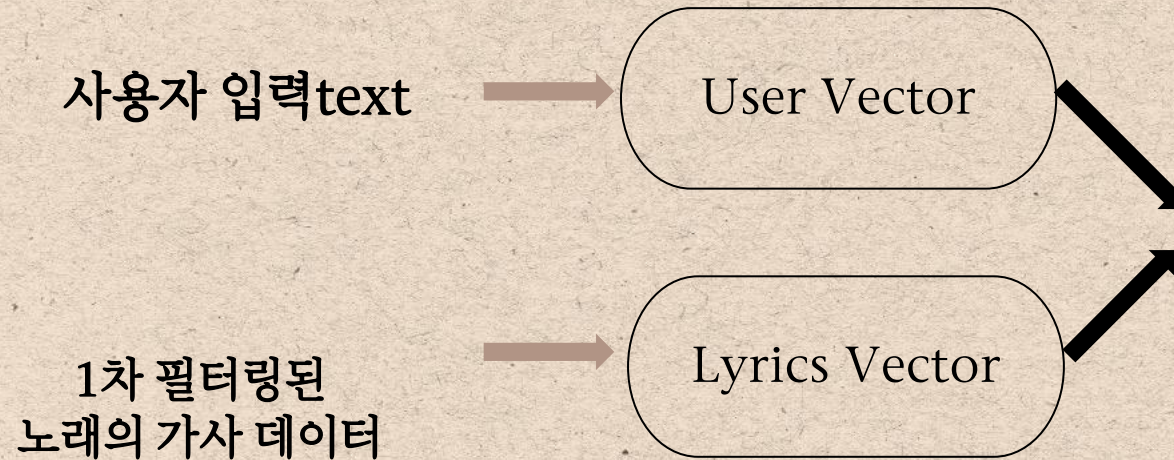 사용자 입력text
User Vector
1차 필터링된
노래의 가사 데이터
Lyrics Vector